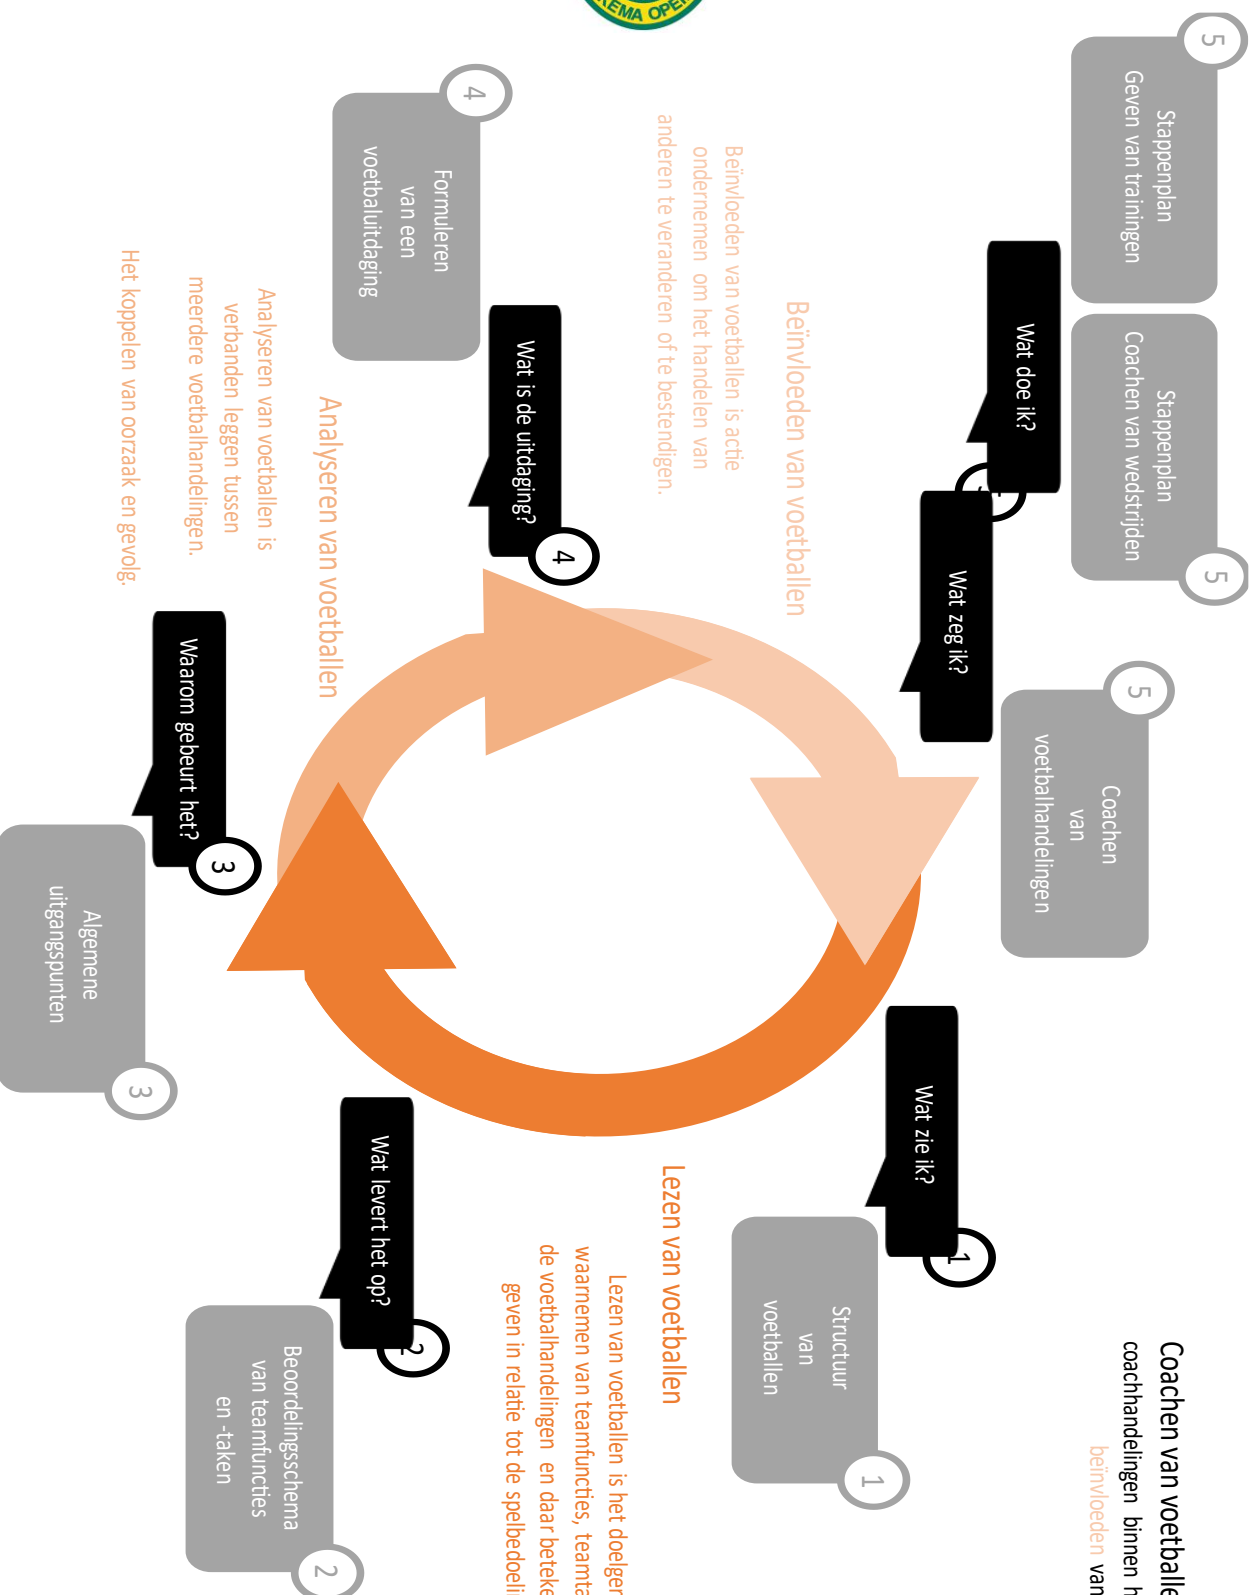 Coachen van voetballe
coachhandelingen binnen h
beïnvloeden van
5
Stappenplan
Geven van trainingen
Stappenplan
Coachen van wedstrijden
5
5
Coachen
van
voetbalhandelingen
Wat doe ik?
Wat zeg ik?
Wat zie ik?
1
Structuur
van
voetballen
1
Beïnvloeden van voetballen
Beïnvloeden van voetballen is actie
ondernemen om het handelen van
anderen te veranderen of te bestendigen.
Lezen van voetballen
Lezen van voetballen is het doelger
waarnemen van teamfuncties, teamta
de voetbalhandelingen en daar beteke
geven in relatie tot de spelbedoeli
4
Formuleren
van een
voetbaluitdaging
Wat is de uitdaging?
4
Wat levert het op?
2
Beoordelingsschema
van teamfuncties
en -taken
2
Analyseren van voetballen
Analyseren van voetballen is
verbanden leggen tussen
meerdere voetbalhandelingen.
Het koppelen van oorzaak en gevolg.
Waarom gebeurt het?
3
Algemene
uitgangspunten
3
KEMA OPE